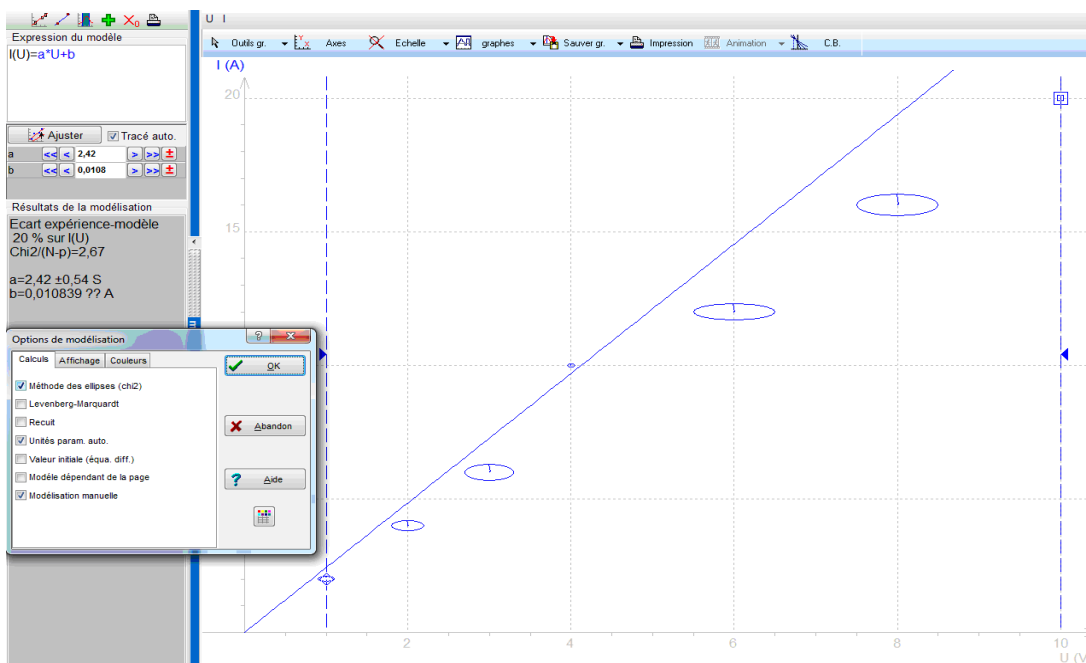 U I
Expression du modèle
I(U)=a*U+b
Outils gr. Axes Echelle graphes Sauver gr. Impression Animation C.B.
Ajuster Tracé auto.
a << < 2,42 > >> ±
b << < 0,0108 > >> ±
Résultats de la modélisation
Ecart expérience-modèle
20 % sur I(U)
Chi2/(N-p)=2,67
a=2,42 ±0,54 S
b=0,010839 ?? A
Options de modélisation
Calculs Affichage Couleurs
Méthode des ellipses (chi2)
Levenberg-Marquardt
Recuit
Unités param. auto.
Valeur initiale (équa. diff.)
Modèle dépendant de la page
Modélisation manuelle
OK
Abandon
Aide
I (A)
20
15
2 4 6 8 10
U (V